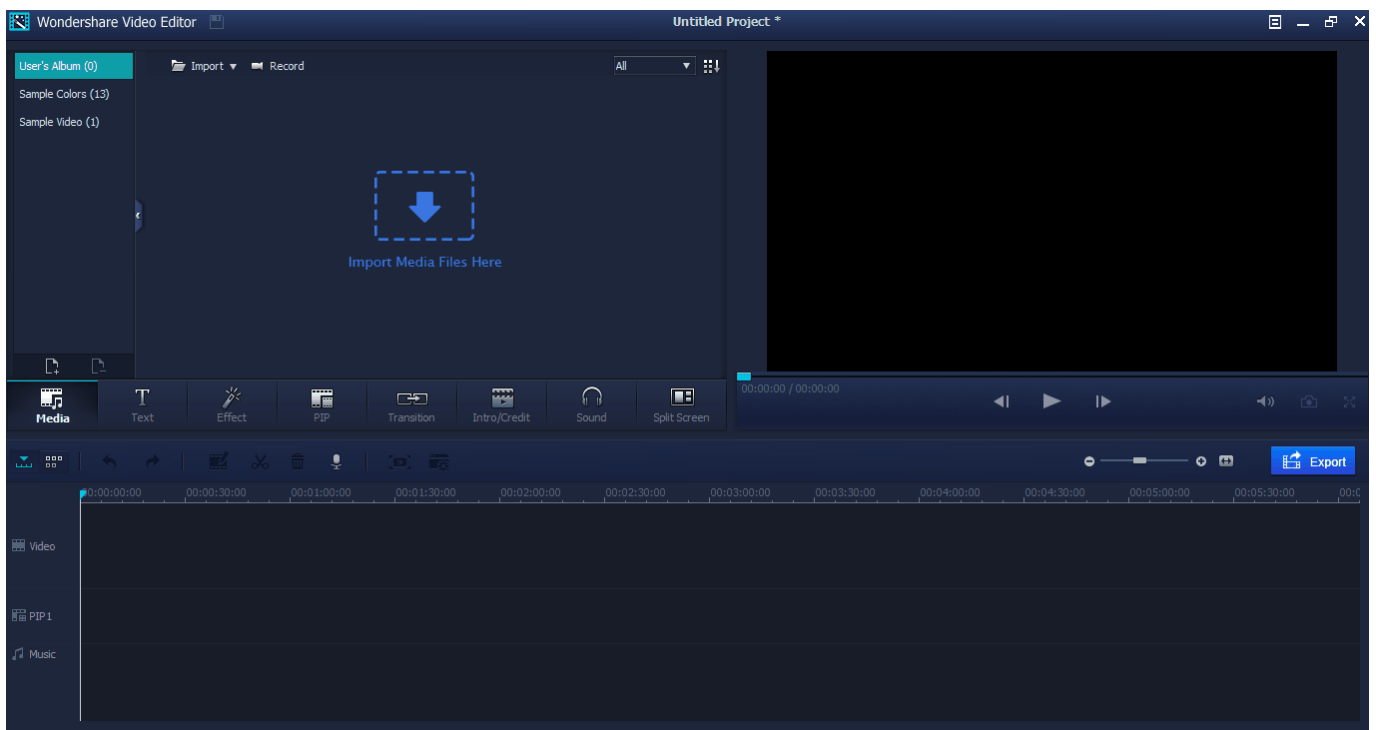 Wondershare Video Editor
Untitled Project *
User's Album (0)
Import
Record
All
Sample Colors (13)
Sample Video (1)
Import Media Files Here
Media
Text
Effect
PIP
Transition
Intro/Credit
Sound
Split Screen
00:00:00 / 00:00:00
Export
00:00:00:00 00:00:30:00 00:01:00:00 00:01:30:00 00:02:00:00 00:02:30:00 00:03:00:00 00:03:30:00 00:04:00:00 00:04:30:00 00:05:00:00 00:05:30:00
Video
PIP1
Music